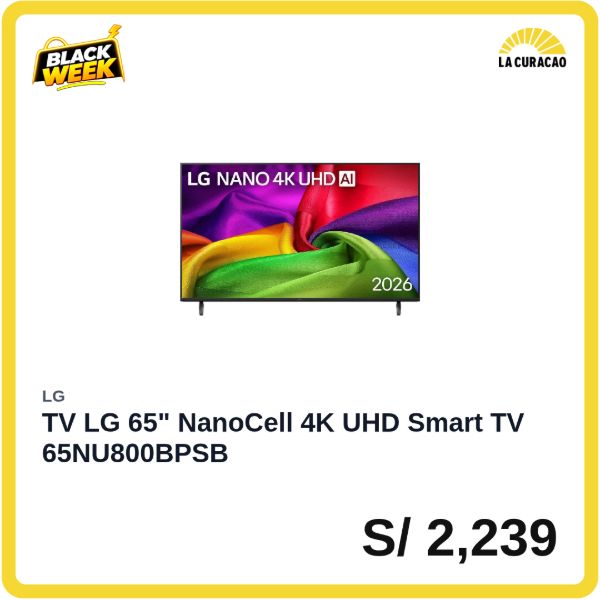 BLACK
WEEK
LA CURACAO
LG NANO 4K UHD AI
2026
LG
TV LG 65" NanoCell 4K UHD Smart TV
65NU800BPSB
S/ 2,239